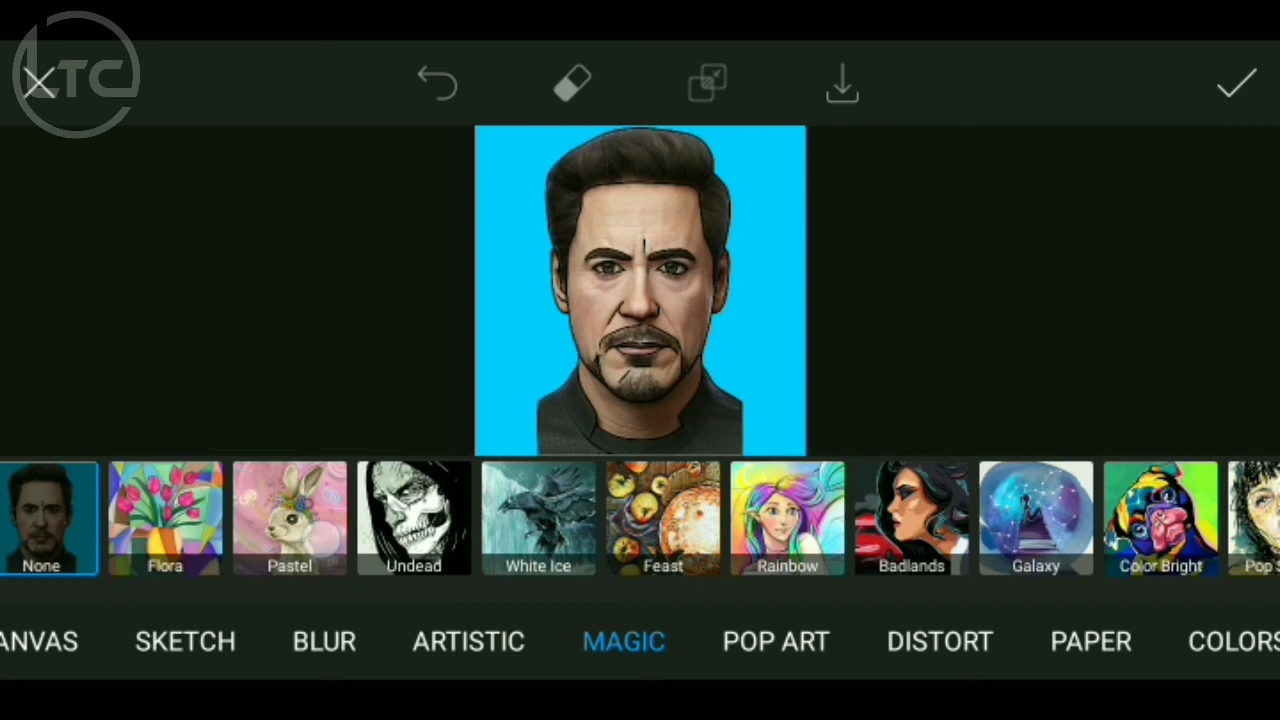 LTC
None Flora Pastel Undead White Ice Feast Rainbow Badlands Galaxy Color Bright Pop S
ANVAS SKETCH BLUR ARTISTIC MAGIC POP ART DISTORT PAPER COLORS